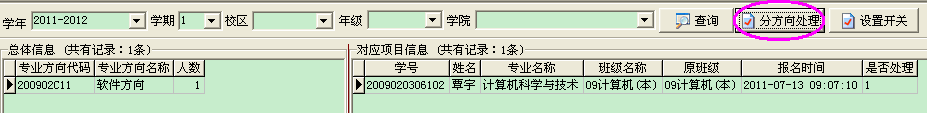 学年 2011-2012 学期 1 校区 年级 学院 查询 分方向处理 设置开关
总体信息 (共有记录：1条)
专业方向代码 专业方向名称 人数
200902C11 软件方向 1
对应项目信息 (共有记录：1条)
学号 姓名 专业名称 班级名称 原班级 报名时间 是否处理
2009020306102 覃宇 计算机科学与技术 09计算机(本) 09计算机(本) 2011-07-13 09:07:10 1